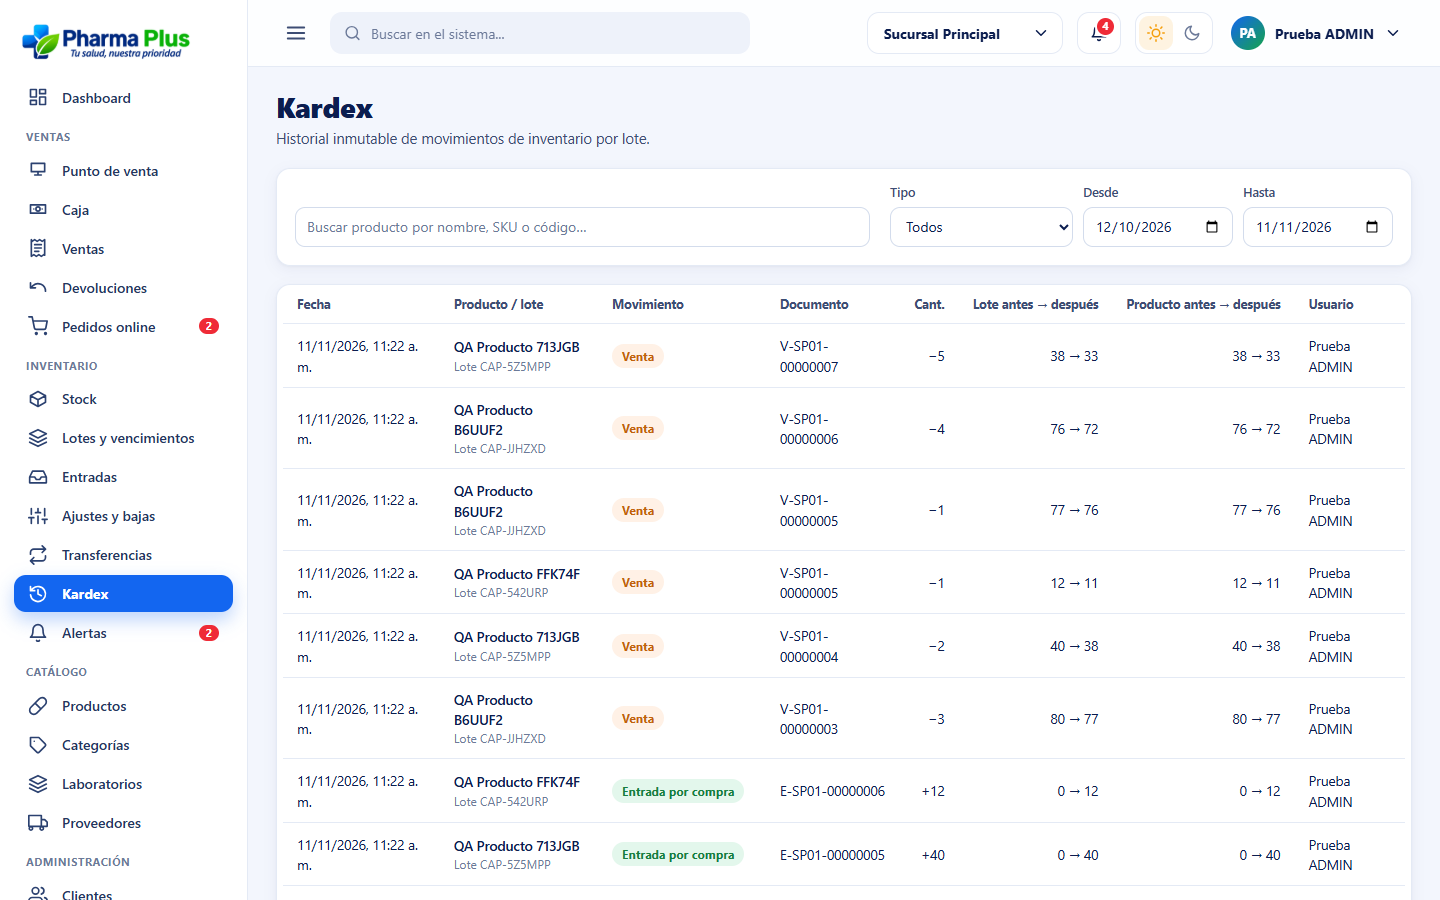 Pharma Plus
Tu salud, nuestra prioridad
Buscar en el sistema...
Sucursal Principal
4
PA
Prueba ADMIN
Dashboard
VENTAS
Punto de venta
Caja
Ventas
Devoluciones
Pedidos online 2
INVENTARIO
Stock
Lotes y vencimientos
Entradas
Ajustes y bajas
Transferencias
Kardex
Alertas 2
CATÁLOGO
Productos
Categorías
Laboratorios
Proveedores
ADMINISTRACIÓN
Clientes
Kardex
Historial inmutable de movimientos de inventario por lote.
Tipo Desde Hasta
Buscar producto por nombre, SKU o código... Todos 12/10/2026 11/11/2026
Fecha Producto / lote Movimiento Documento Cant. Lote antes → después Producto antes → después Usuario
11/11/2026, 11:22 a. m. QA Producto 713JGB Lote CAP-5Z5MPP Venta V-SP01-00000007 −5 38 → 33 38 → 33 Prueba ADMIN
11/11/2026, 11:22 a. m. QA Producto B6UUF2 Lote CAP-JJHZXD Venta V-SP01-00000006 −4 76 → 72 76 → 72 Prueba ADMIN
11/11/2026, 11:22 a. m. QA Producto B6UUF2 Lote CAP-JJHZXD Venta V-SP01-00000005 −1 77 → 76 77 → 76 Prueba ADMIN
11/11/2026, 11:22 a. m. QA Producto FFK74F Lote CAP-542URP Venta V-SP01-00000005 −1 12 → 11 12 → 11 Prueba ADMIN
11/11/2026, 11:22 a. m. QA Producto 713JGB Lote CAP-5Z5MPP Venta V-SP01-00000004 −2 40 → 38 40 → 38 Prueba ADMIN
11/11/2026, 11:22 a. m. QA Producto B6UUF2 Lote CAP-JJHZXD Venta V-SP01-00000003 −3 80 → 77 80 → 77 Prueba ADMIN
11/11/2026, 11:22 a. m. QA Producto FFK74F Lote CAP-542URP Entrada por compra E-SP01-00000006 +12 0 → 12 0 → 12 Prueba ADMIN
11/11/2026, 11:22 a. m. QA Producto 713JGB Lote CAP-5Z5MPP Entrada por compra E-SP01-00000005 +40 0 → 40 0 → 40 Prueba ADMIN